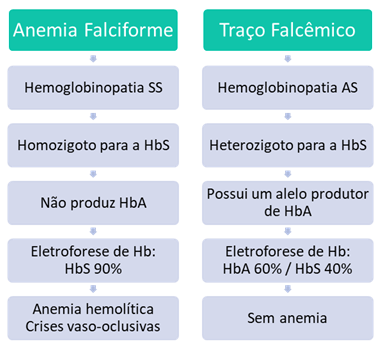 Anemia Falciforme
Hemoglobinopatia SS
Homozigoto para a HbS
Não produz HbA
Eletroforese de Hb:
HbS 90%
Anemia hemolítica
Crises vaso-oclusivas
Traço Falcêmico
Hemoglobinopatia AS
Heterozigoto para a HbS
Possui um alelo produtor
de HbA
Eletroforese de Hb:
HbA 60% / HbS 40%
Sem anemia